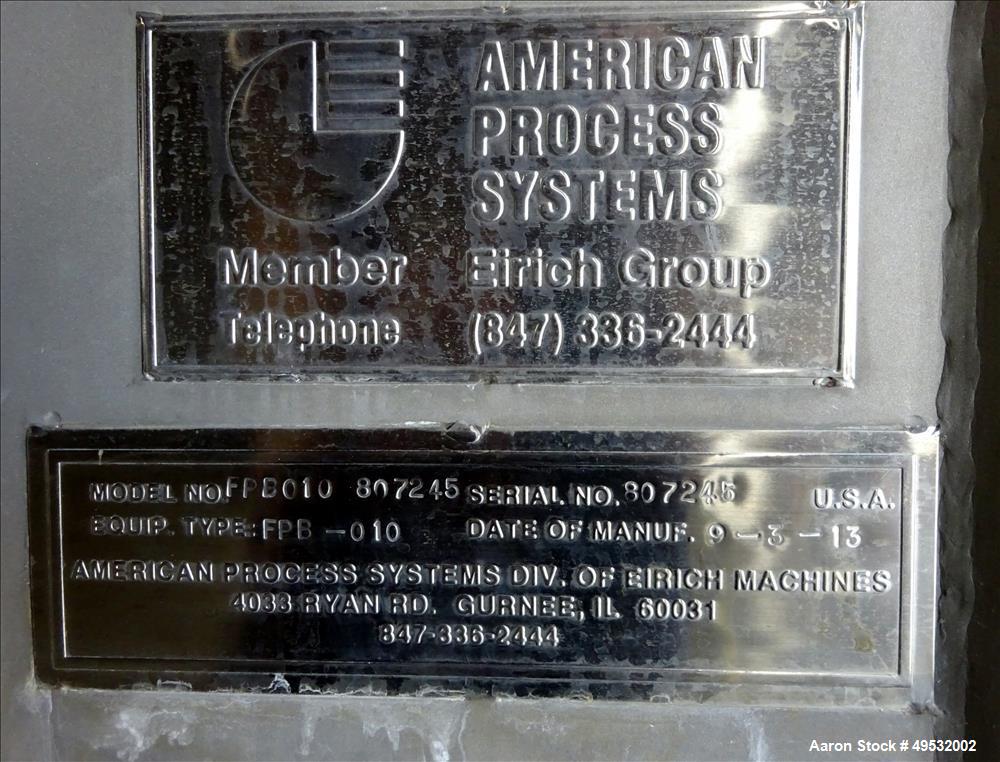 AMERICAN
PROCESS
SYSTEMS
Member Eirich Group
Telephone (847) 336-2444
MODEL NO. FPB010 807245 SERIAL NO. 807245 U.S.A.
EQUIP. TYPE: FPB -010 DATE OF MANUF. 9-3-13
AMERICAN PROCESS SYSTEMS DIV. OF EIRICH MACHINES
4033 RYAN RD. GURNEE, IL 60031
847-336-2444
Aaron Stock # 49532002